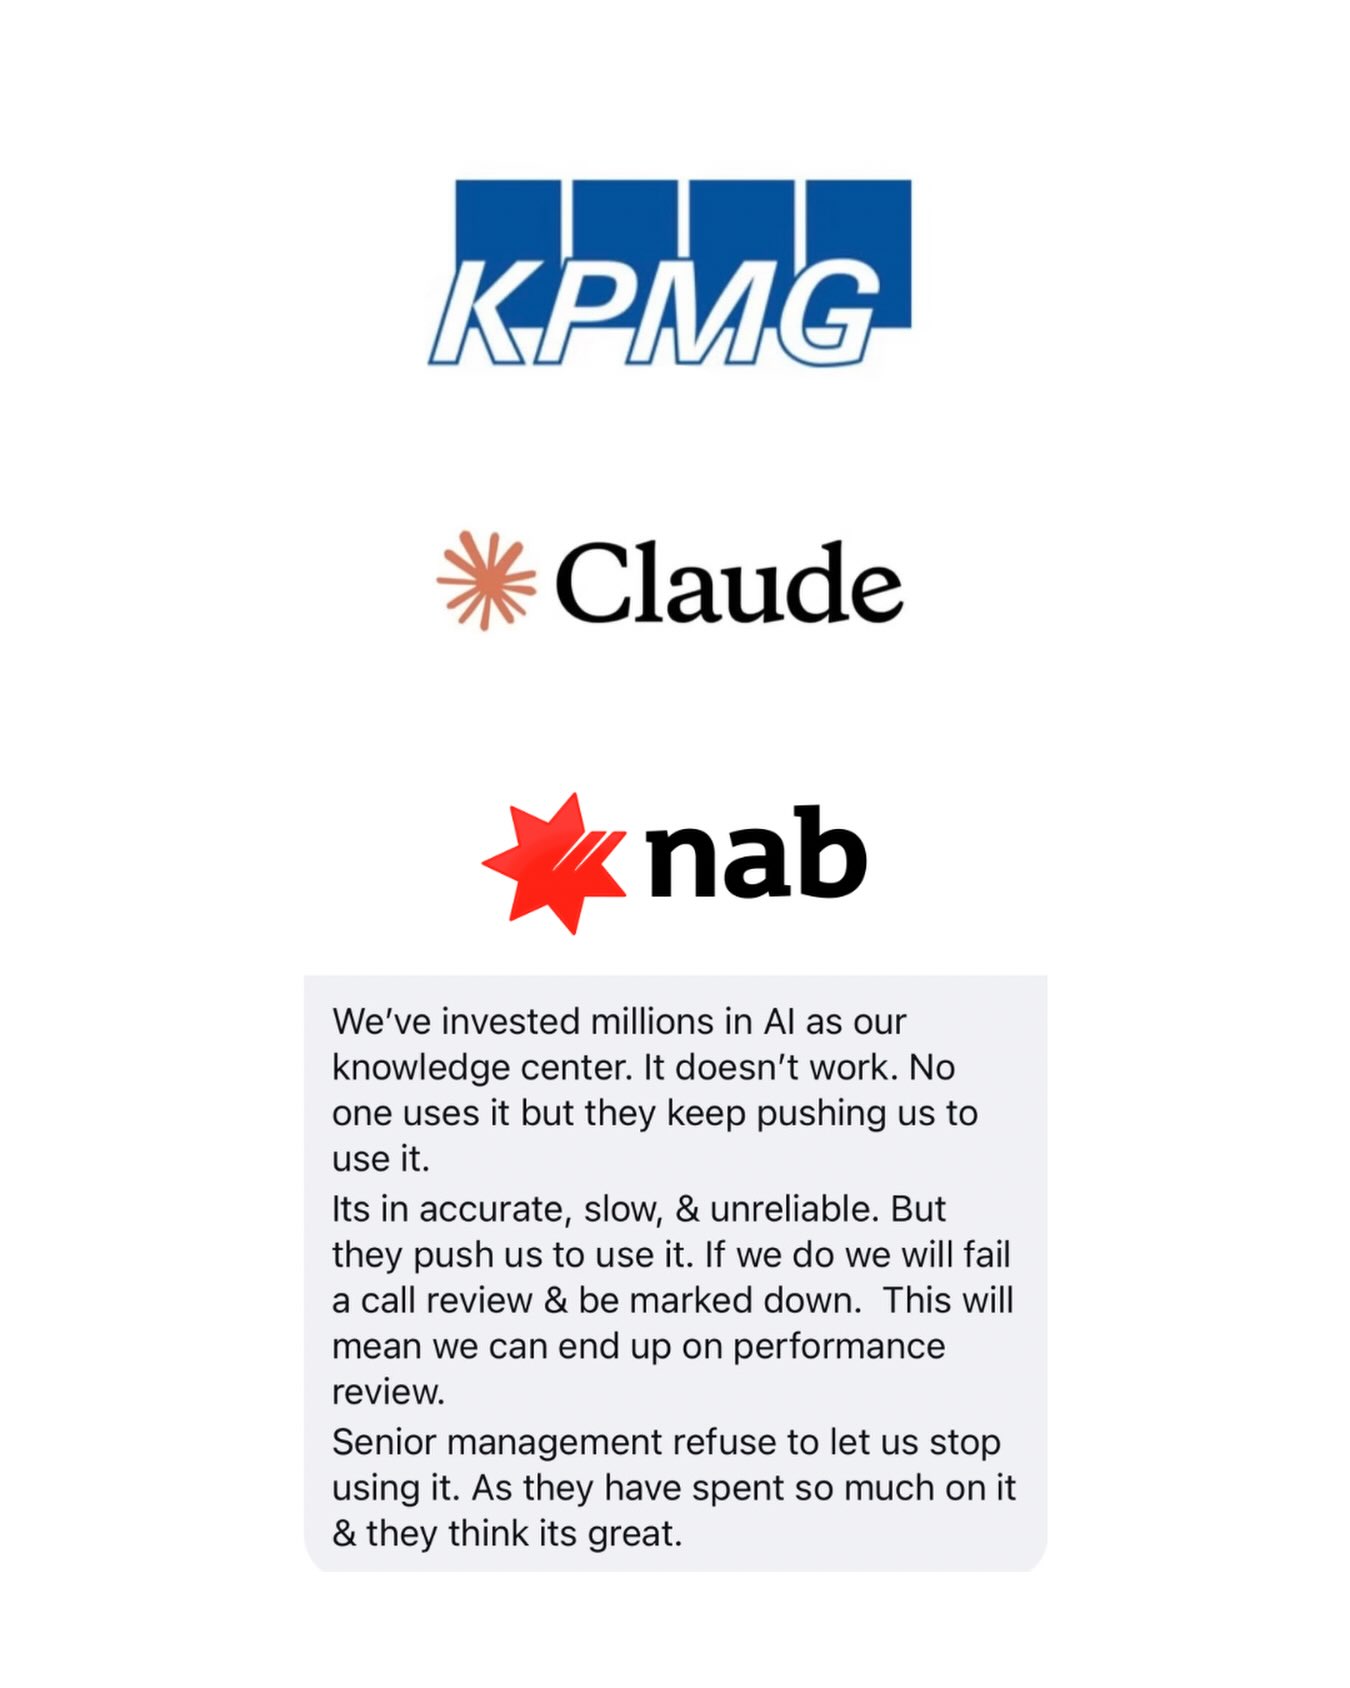 KPMG
Claude
nab
We’ve invested millions in AI as our
knowledge center. It doesn’t work. No
one uses it but they keep pushing us to
use it.
Its in accurate, slow, & unreliable. But
they push us to use it. If we do we will fail
a call review & be marked down.  This will
mean we can end up on performance
review.
Senior management refuse to let us stop
using it. As they have spent so much on it
& they think its great.